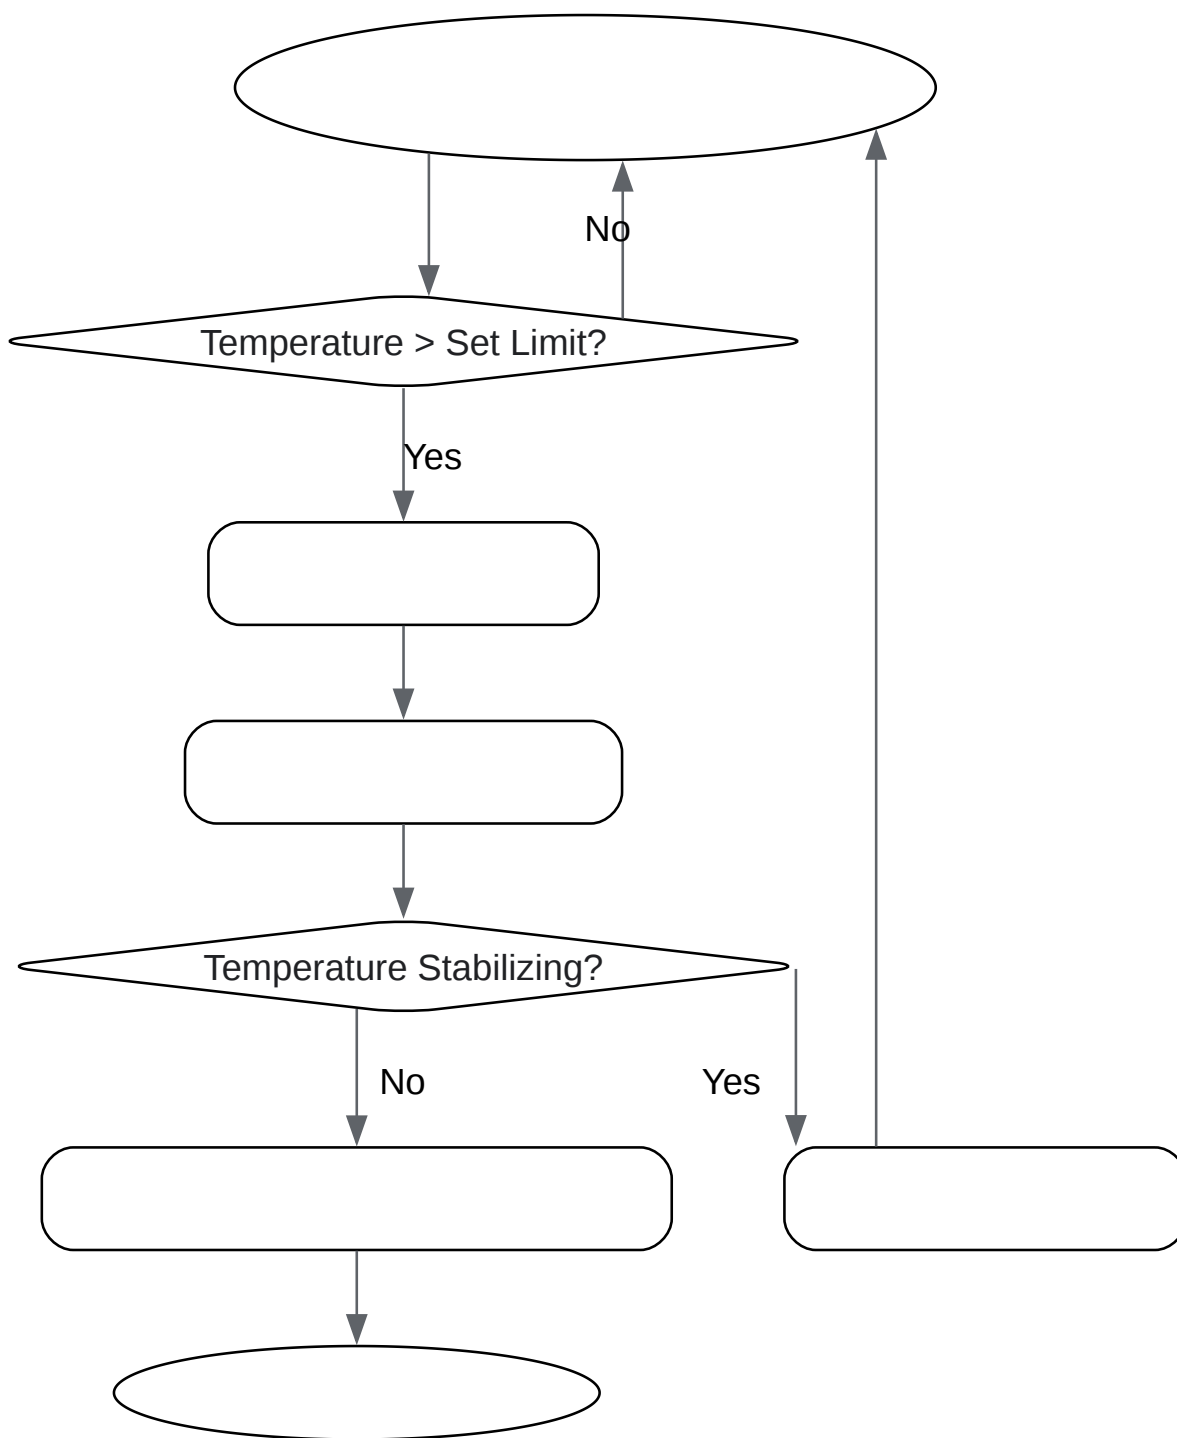 No
Temperature > Set Limit?
Yes
Temperature Stabilizing?
No
Yes